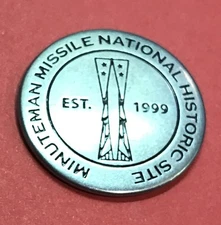 MINUTEMAN MISSILE NATIONAL HISTORIC SITE
EST. 1999